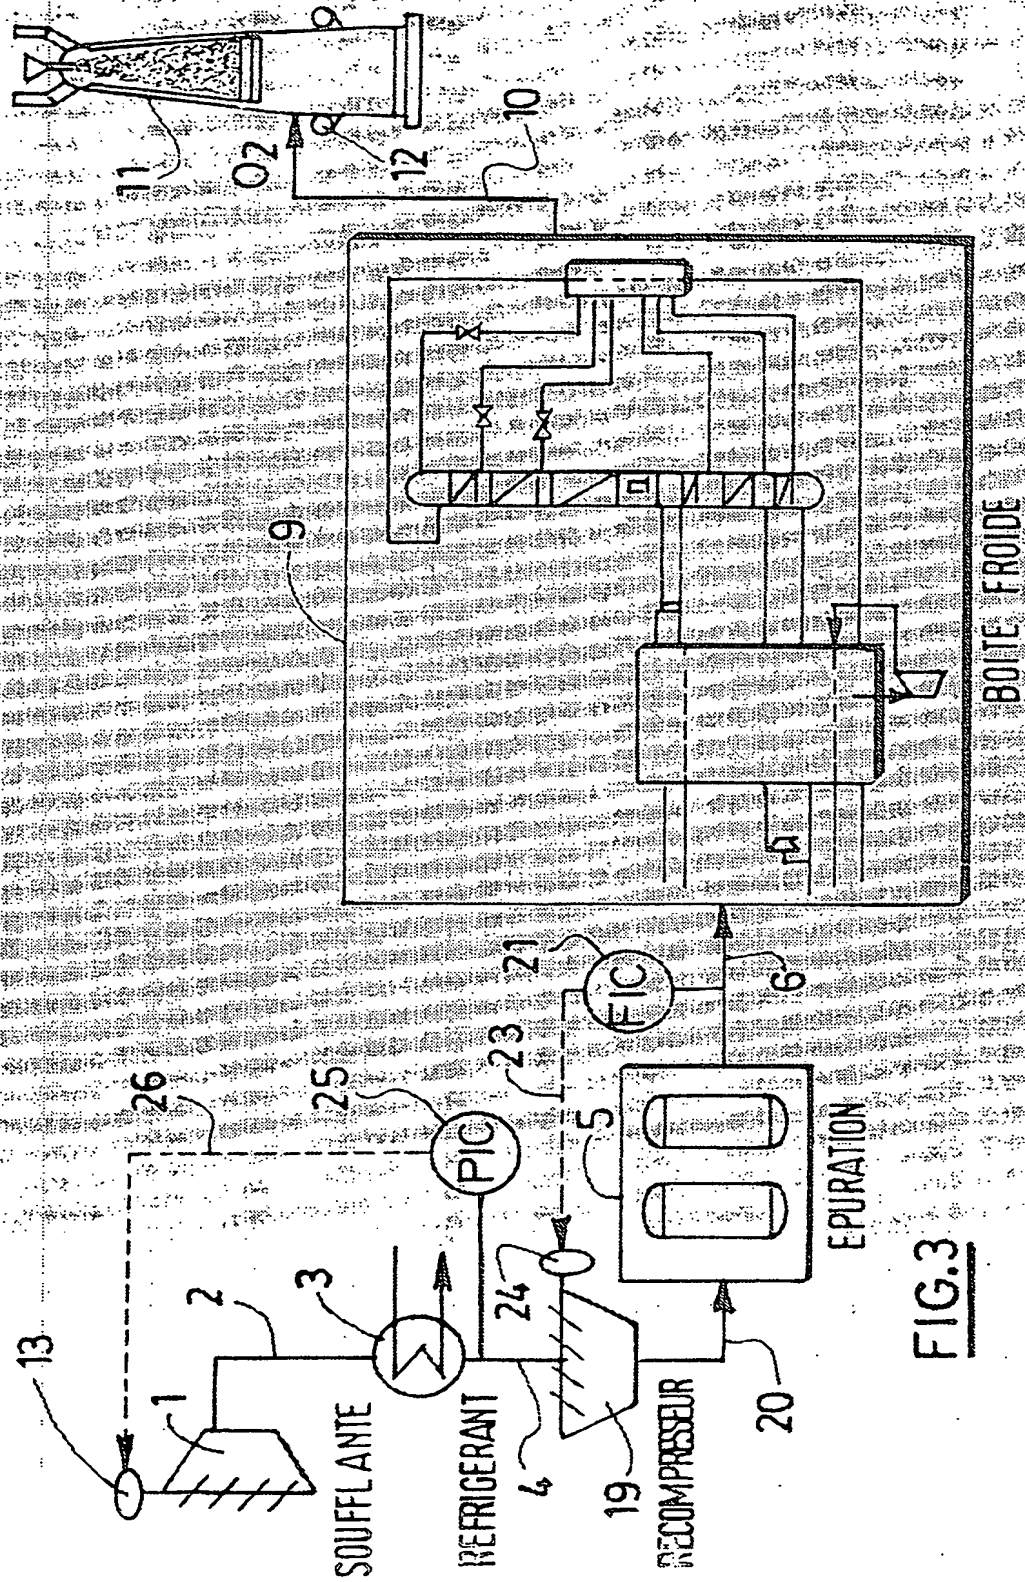 13
1
2
26
SOUFFLANTE
3
REFRIGERANT
PIC
25
4
24
23
FIC
21
19
RECOMPRESSEUR
20
5
EPURATION
6
9
BOITE FROIDE
10
O2
11
12
FIG.3